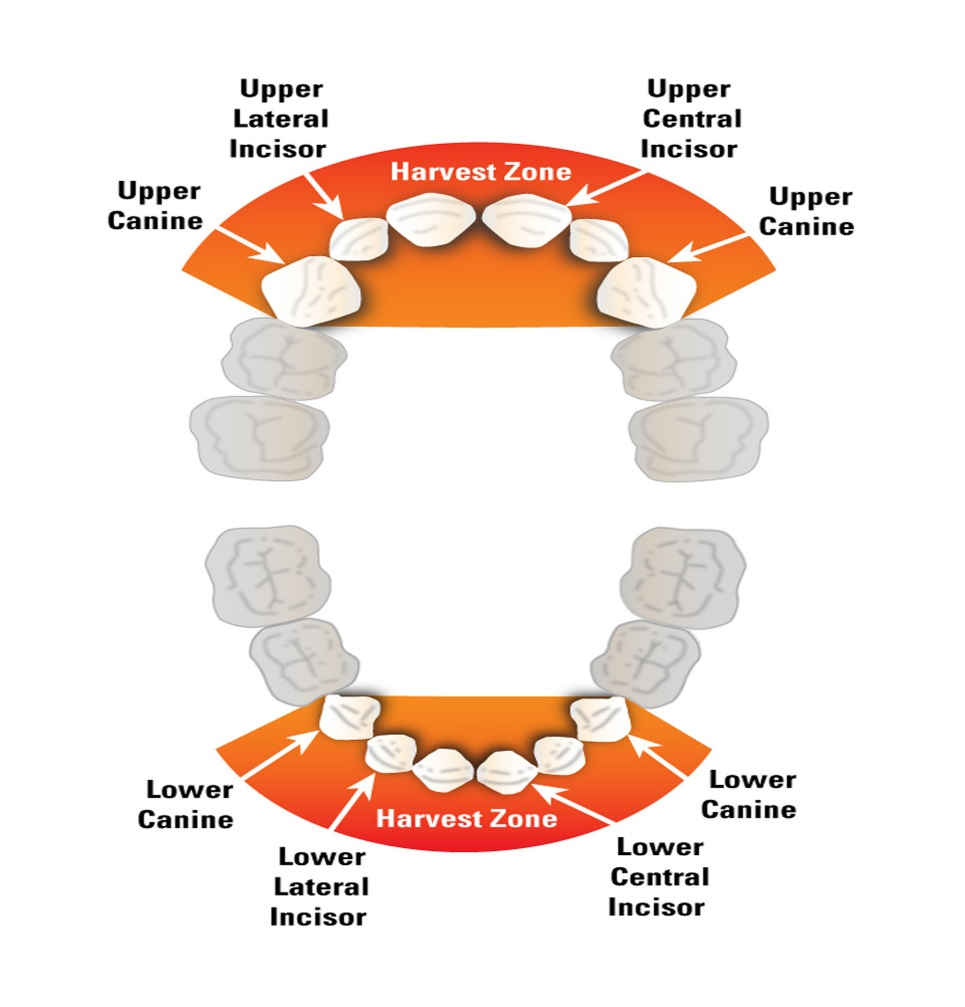 Upper
Lateral
Incisor
Upper
Central
Incisor
Harvest Zone
Upper
Canine
Upper
Canine
Lower
Canine
Lower
Canine
Harvest Zone
Lower
Lateral
Incisor
Lower
Central
Incisor